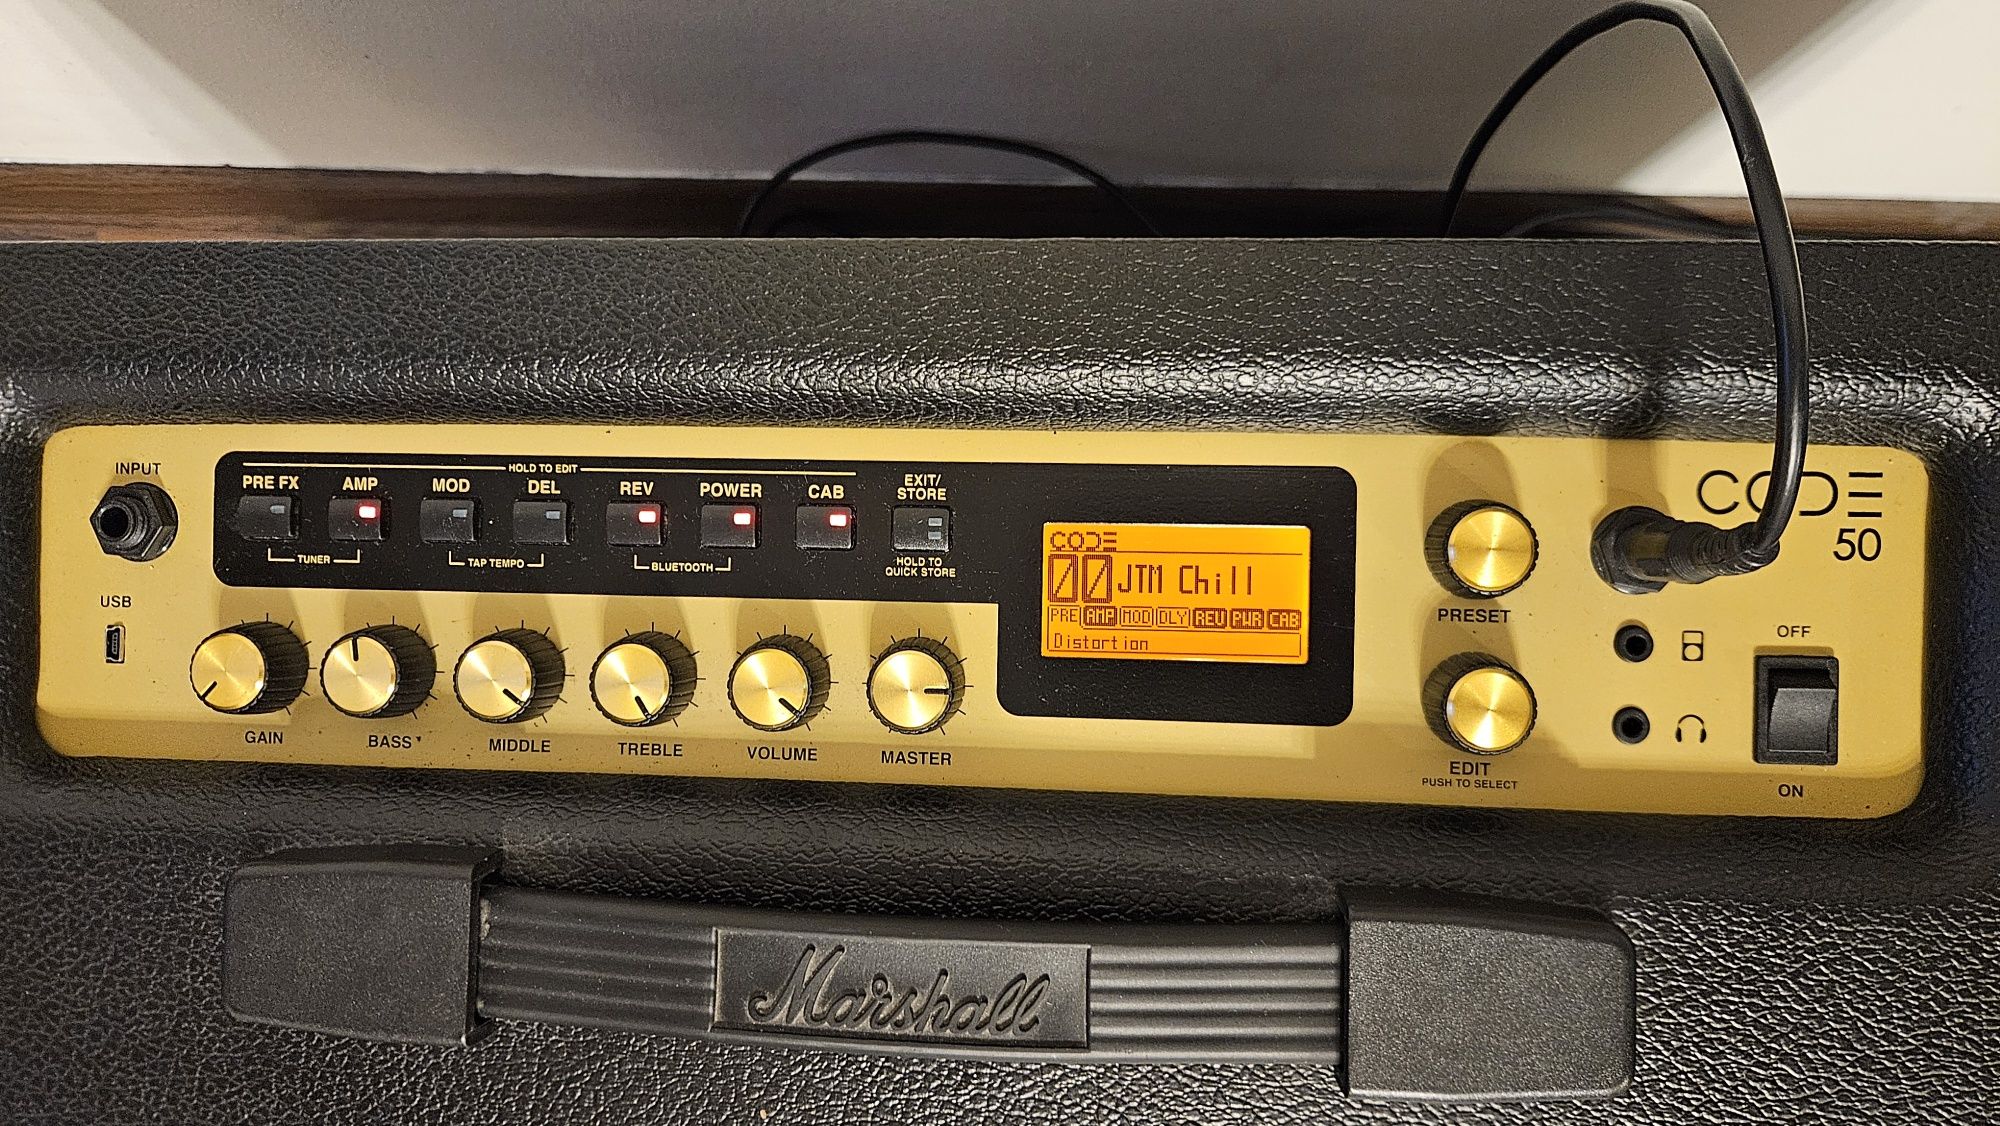 INPUT
HOLD TO EDIT
PRE FX AMP MOD DEL REV POWER CAB EXIT/
STORE
TUNER TAP TEMPO BLUETOOTH HOLD TO
QUICK STORE
USB
GAIN BASS MIDDLE TREBLE VOLUME MASTER
CODE
00 JTM Chill
PRE AMP MOD DLY REV PWR CAB
Distortion
PRESET
EDIT
PUSH TO SELECT
CODE
50
OFF
ON
Marshall